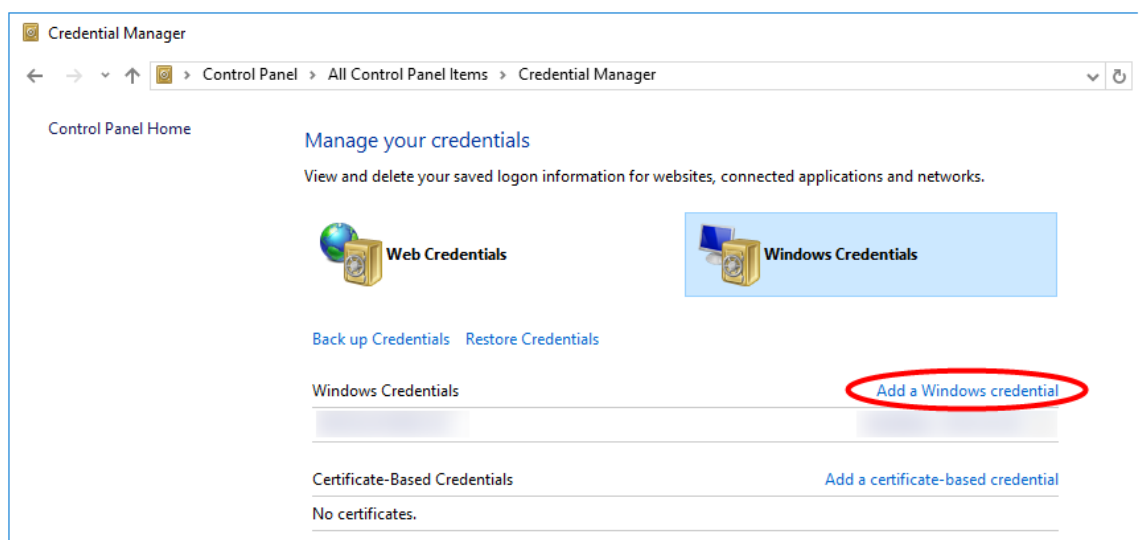 Credential Manager
Control Panel > All Control Panel Items > Credential Manager
Control Panel Home
Manage your credentials
View and delete your saved logon information for websites, connected applications and networks.
Web Credentials
Windows Credentials
Back up Credentials Restore Credentials
Windows Credentials Add a Windows credential
Certificate-Based Credentials Add a certificate-based credential
No certificates.